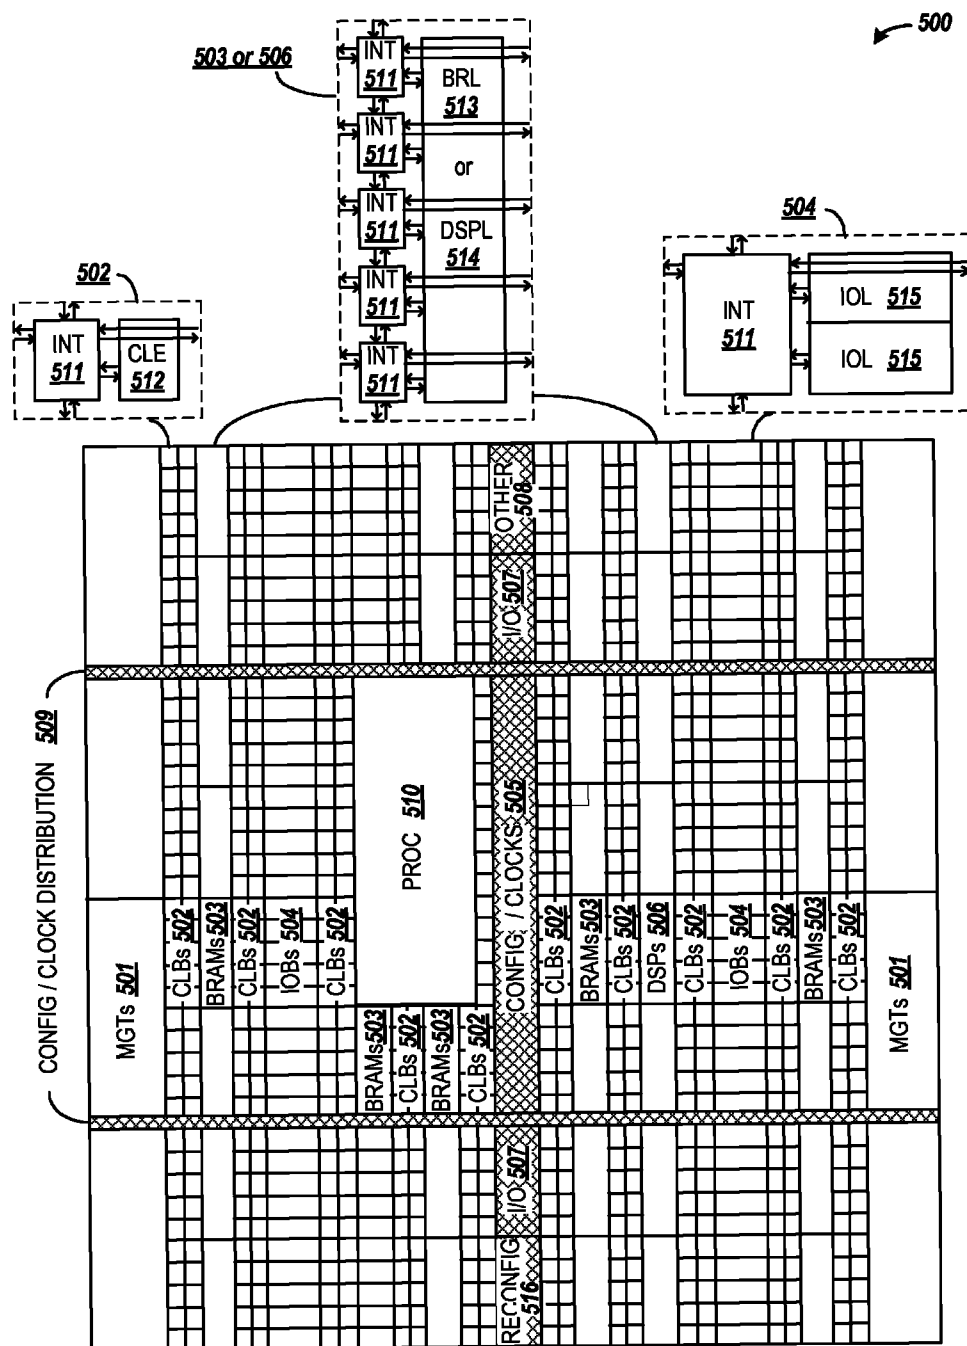 500
503 or 506
INT
511
BRL
513
INT
511
or
INT
511
DSPL
514
INT
511
INT
511
504
INT
511
IOL 515
IOL 515
502
INT
511
CLE
512
OTHER
508
I/O 507
CONFIG / CLOCK DISTRIBUTION 509
PROC 510
CONFIG / CLOCKS 505
MGTs 501
CLBs 502
BRAMs 503
CLBs 502
IOBs 504
CLBs 502
BRAMs 503
CLBs 502
BRAMs 503
CLBs 502
CLBs 502
BRAMs 503
CLBs 502
DSPs 506
CLBs 502
IOBs 504
CLBs 502
BRAMs 503
CLBs 502
MGTs 501
I/O 507
RECONFIG
516